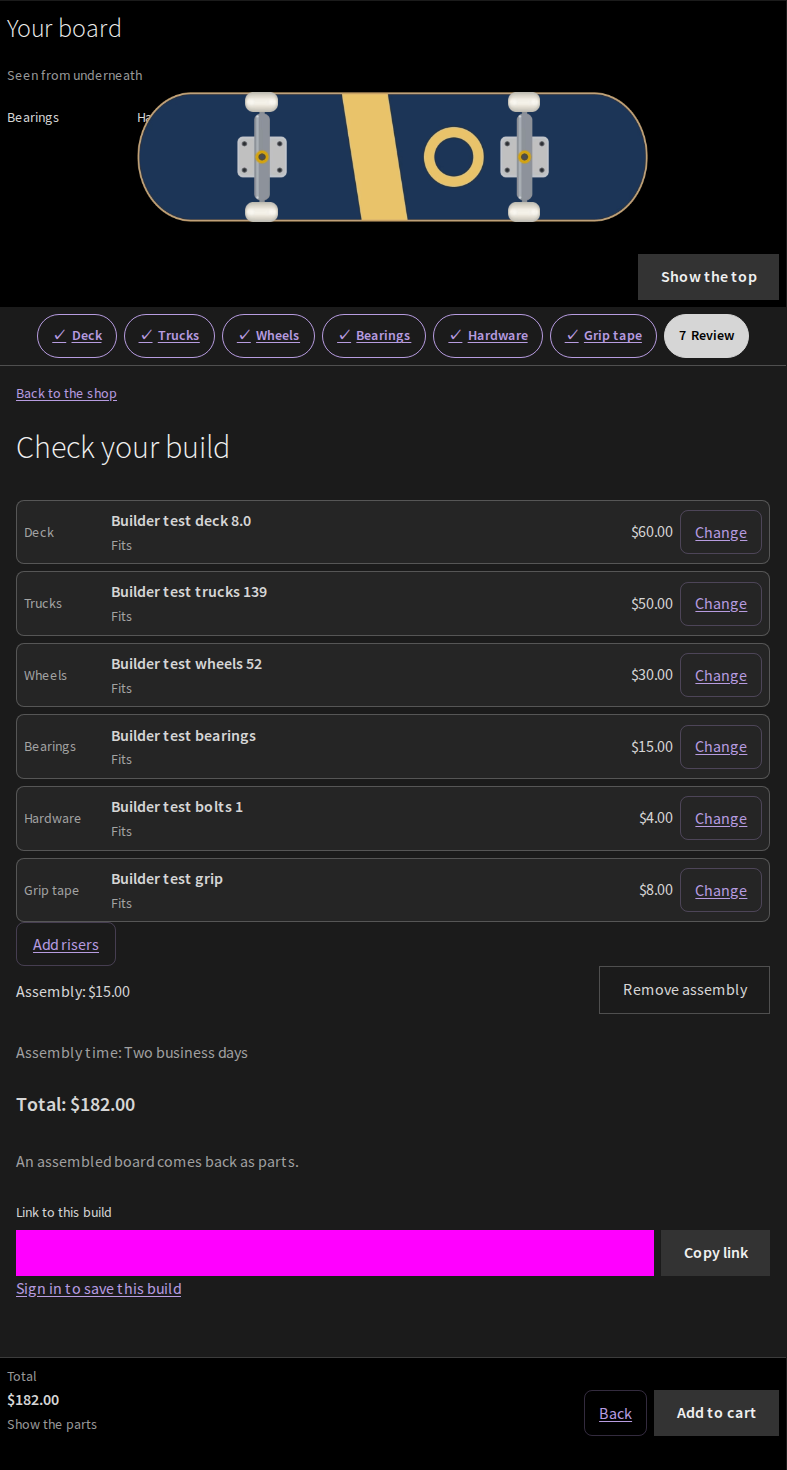 Your board
Seen from underneath
Bearings
✓ Deck
✓ Trucks
✓ Wheels
✓ Bearings
✓ Hardware
✓ Grip tape
7 Review
Show the top
Back to the shop
Check your build
Deck
Builder test deck 8.0
Fits
$60.00
Change
Trucks
Builder test trucks 139
Fits
$50.00
Change
Wheels
Builder test wheels 52
Fits
$30.00
Change
Bearings
Builder test bearings
Fits
$15.00
Change
Hardware
Builder test bolts 1
Fits
$4.00
Change
Grip tape
Builder test grip
Fits
$8.00
Change
Add risers
Assembly: $15.00
Remove assembly
Assembly time: Two business days
Total: $182.00
An assembled board comes back as parts.
Link to this build
Copy link
Sign in to save this build
Total
$182.00
Show the parts
Back
Add to cart